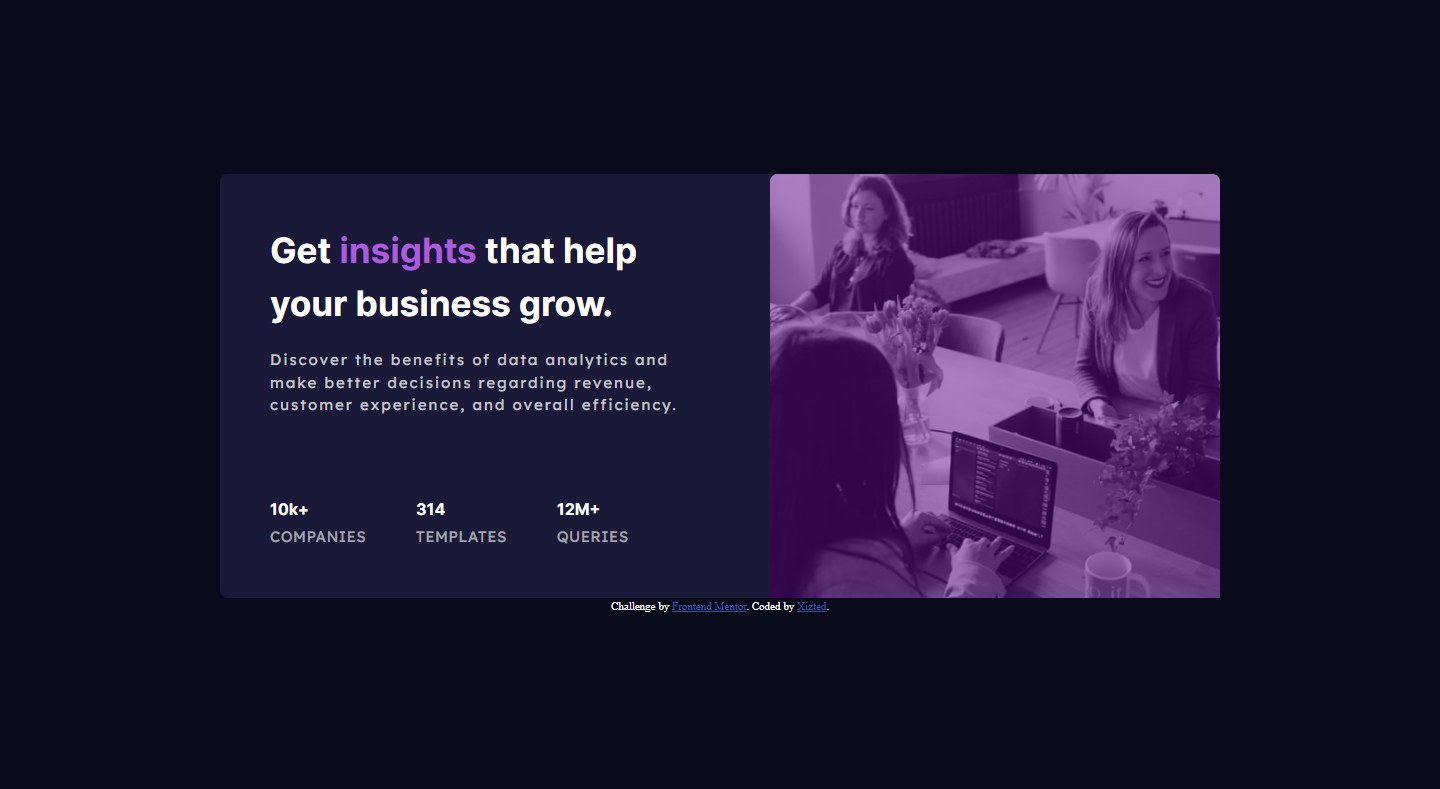 Get insights that help
your business grow.
Discover the benefits of data analytics and
make better decisions regarding revenue,
customer experience, and overall efficiency.
10k+
314
12M+
COMPANIES
TEMPLATES
QUERIES
Challenge by Frontend Mentor. Coded by Xizted.